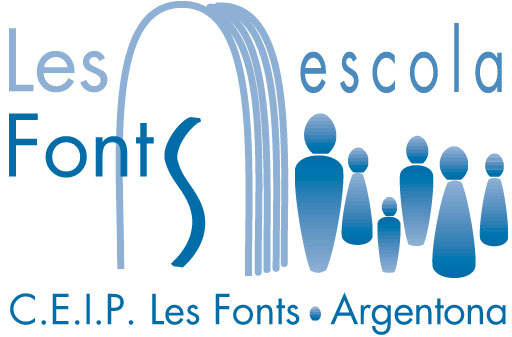 Les escola
Fonts
C.E.I.P. Les Fonts • Argentona